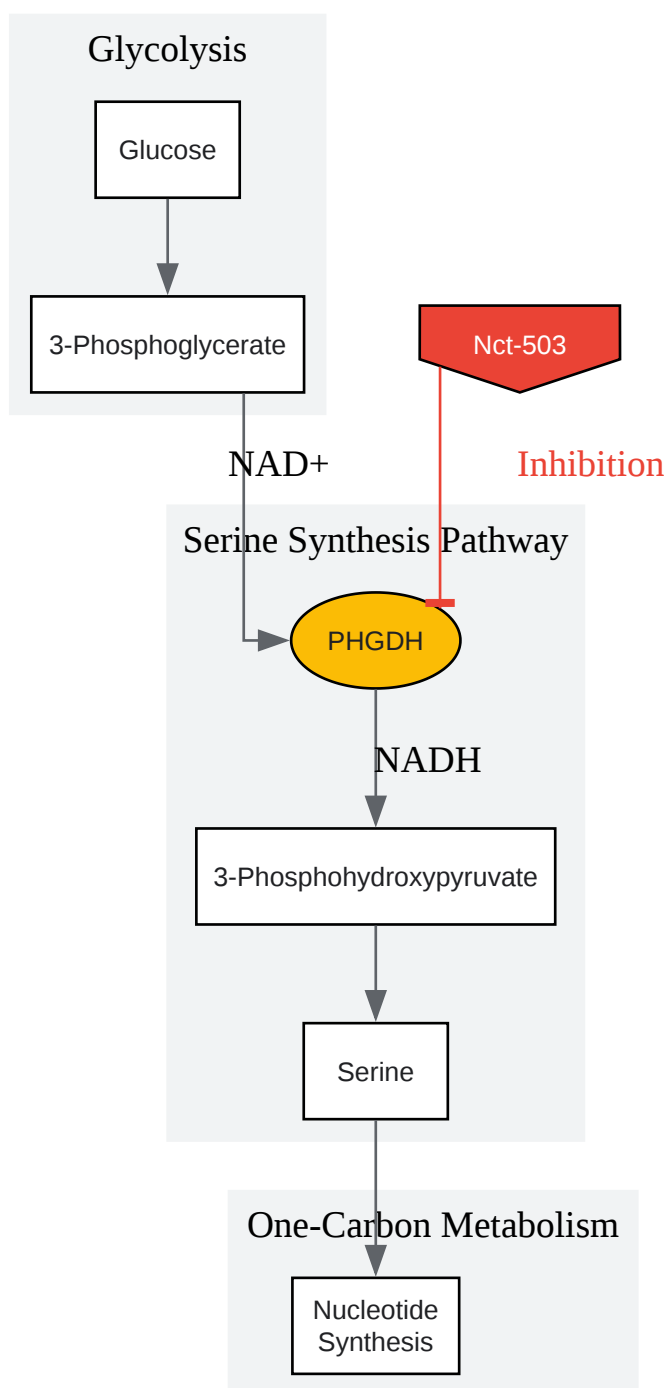 Glycolysis
Glucose
3-Phosphoglycerate
Nct-503
NAD+
Inhibition
Serine Synthesis Pathway
PHGDH
NADH
3-Phosphohydroxypyruvate
Serine
One-Carbon Metabolism
Nucleotide
Synthesis